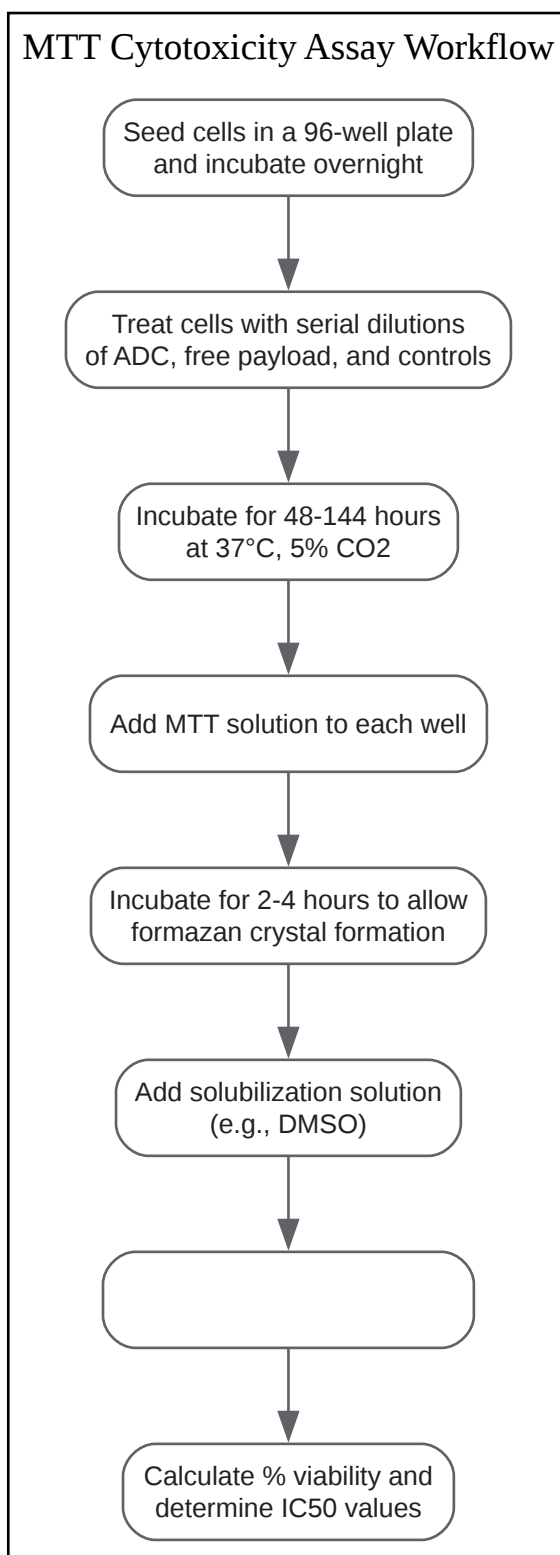 MTT Cytotoxicity Assay Workflow
Seed cells in a 96-well plate
and incubate overnight
Treat cells with serial dilutions
of ADC, free payload, and controls
Incubate for 48-144 hours
at 37°C, 5% CO2
Add MTT solution to each well
Incubate for 2-4 hours to allow
formazan crystal formation
Add solubilization solution
(e.g., DMSO)
Calculate % viability and
determine IC50 values